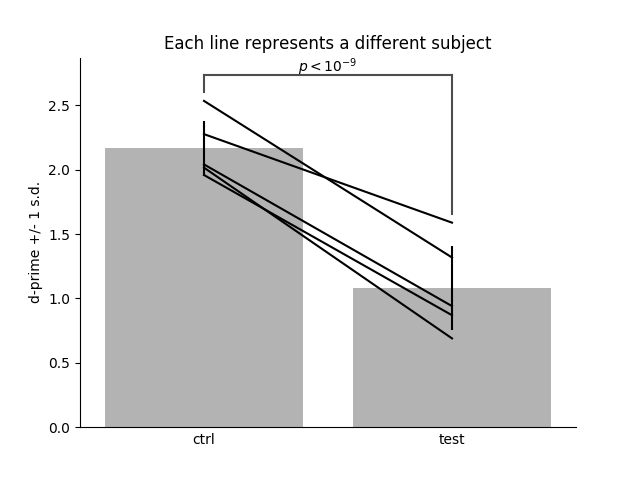 Each line represents a different subject
p < 10⁻⁹
d-prime +/- 1 s.d.
2.5
2.0
1.5
1.0
0.5
0.0
ctrl
test